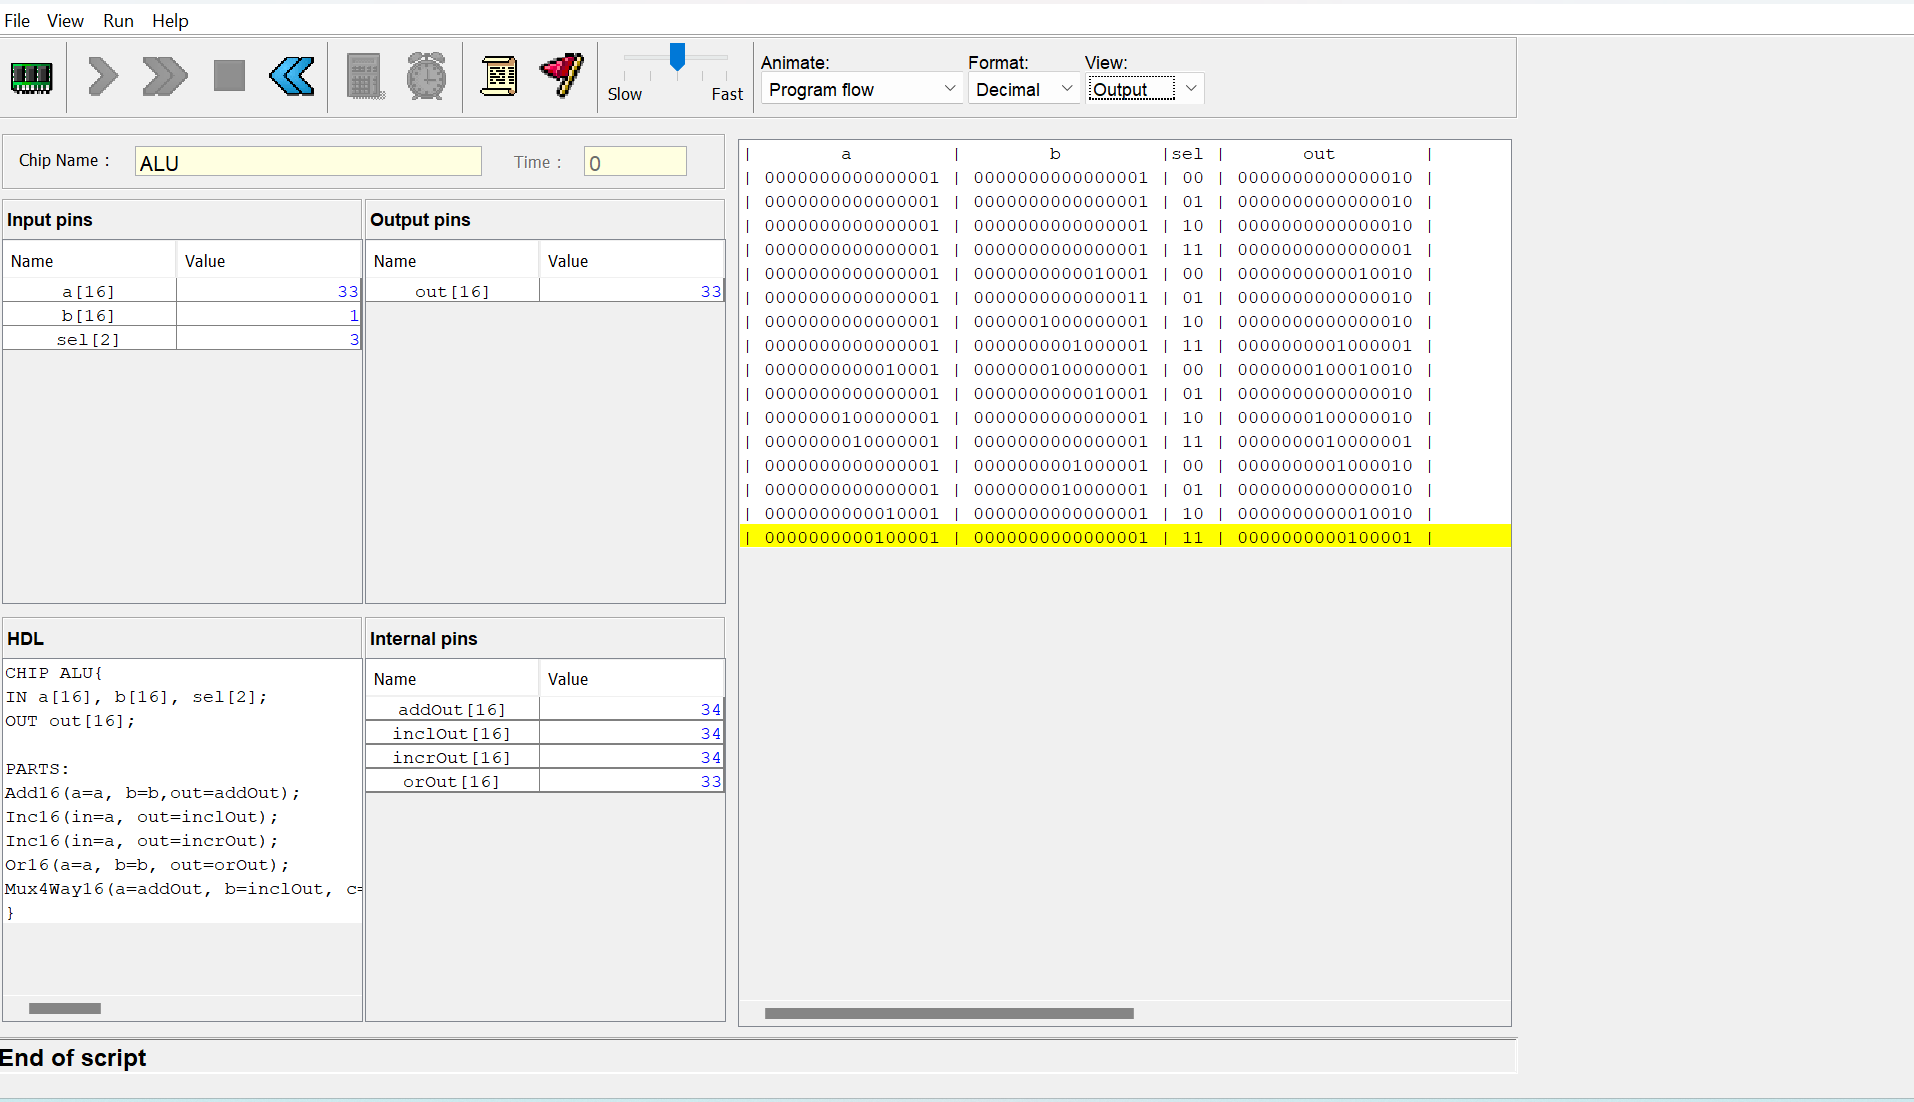 File View Run Help
Animate: Format: View:
Slow Fast Program flow Decimal Output
Chip Name : ALU Time : 0
Input pins
Name Value
a[16] 33
b[16] 1
sel[2] 3
Output pins
Name Value
out[16] 33
HDL
CHIP ALU{
IN a[16], b[16], sel[2];
OUT out[16];
PARTS:
Add16(a=a, b=b,out=addOut);
Inc16(in=a, out=inclOut);
Inc16(in=a, out=incrOut);
Or16(a=a, b=b, out=orOut);
Mux4Way16(a=addOut, b=inclOut, c=
}
Internal pins
Name Value
addOut[16] 34
inclOut[16] 34
incrOut[16] 34
orOut[16] 33
| a | b |sel | out |
| 0000000000000001 | 0000000000000001 | 00 | 0000000000000010 |
| 0000000000000001 | 0000000000000001 | 01 | 0000000000000010 |
| 0000000000000001 | 0000000000000001 | 10 | 0000000000000010 |
| 0000000000000001 | 0000000000000001 | 11 | 0000000000000001 |
| 0000000000000001 | 0000000000010001 | 00 | 0000000000010010 |
| 0000000000000001 | 0000000000000011 | 01 | 0000000000000010 |
| 0000000000000001 | 0000001000000001 | 10 | 0000000000000010 |
| 0000000000000001 | 0000000001000001 | 11 | 0000000001000001 |
| 0000000000010001 | 0000000100000001 | 00 | 0000000100010010 |
| 0000000000000001 | 0000000000010001 | 01 | 0000000000000010 |
| 0000000100000001 | 0000000000000001 | 10 | 0000000100000010 |
| 0000000010000001 | 0000000000000001 | 11 | 0000000010000001 |
| 0000000000000001 | 0000000001000001 | 00 | 0000000001000010 |
| 0000000000000001 | 0000000010000001 | 01 | 0000000000000010 |
| 0000000000010001 | 0000000000000001 | 10 | 0000000000010010 |
| 0000000000100001 | 0000000000000001 | 11 | 0000000000100001 |
End of script